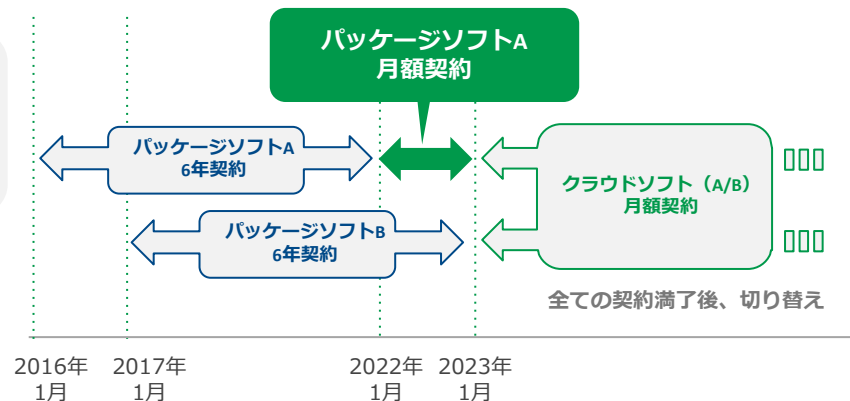 パッケージソフトA
月額契約
パッケージソフトA
6年契約
パッケージソフトB
6年契約
クラウドソフト（A/B）
月額契約
全ての契約満了後、切り替え
2016年
1月
2017年
1月
2022年
1月
2023年
1月